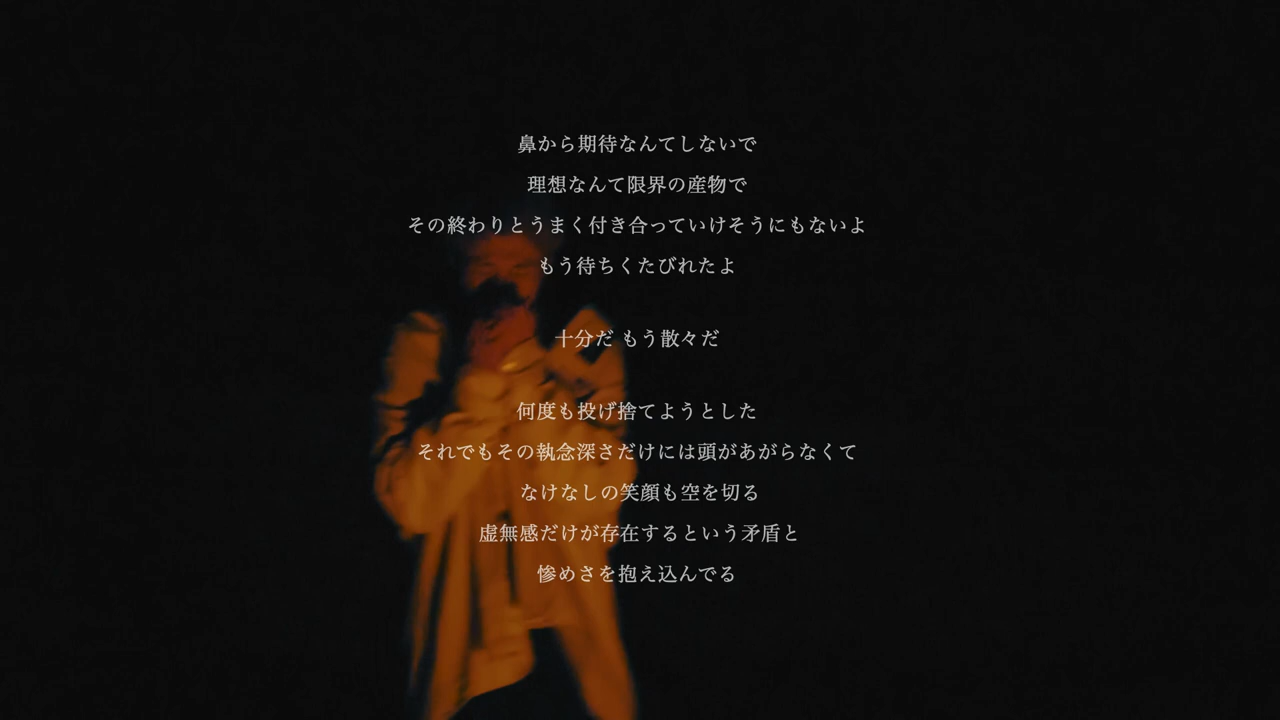 鼻から期待なんてしないで
理想なんて限界の産物で
その終わりとうまく付き合っていけそうにもないよ
もう待ちくたびれたよ
十分だ もう散々だ
何度も投げ捨てようとした
それでもその執念深さだけには頭があがらなくて
なけなしの笑顔も空を切る
虚無感だけが存在するという矛盾と
惨めさを抱え込んでる